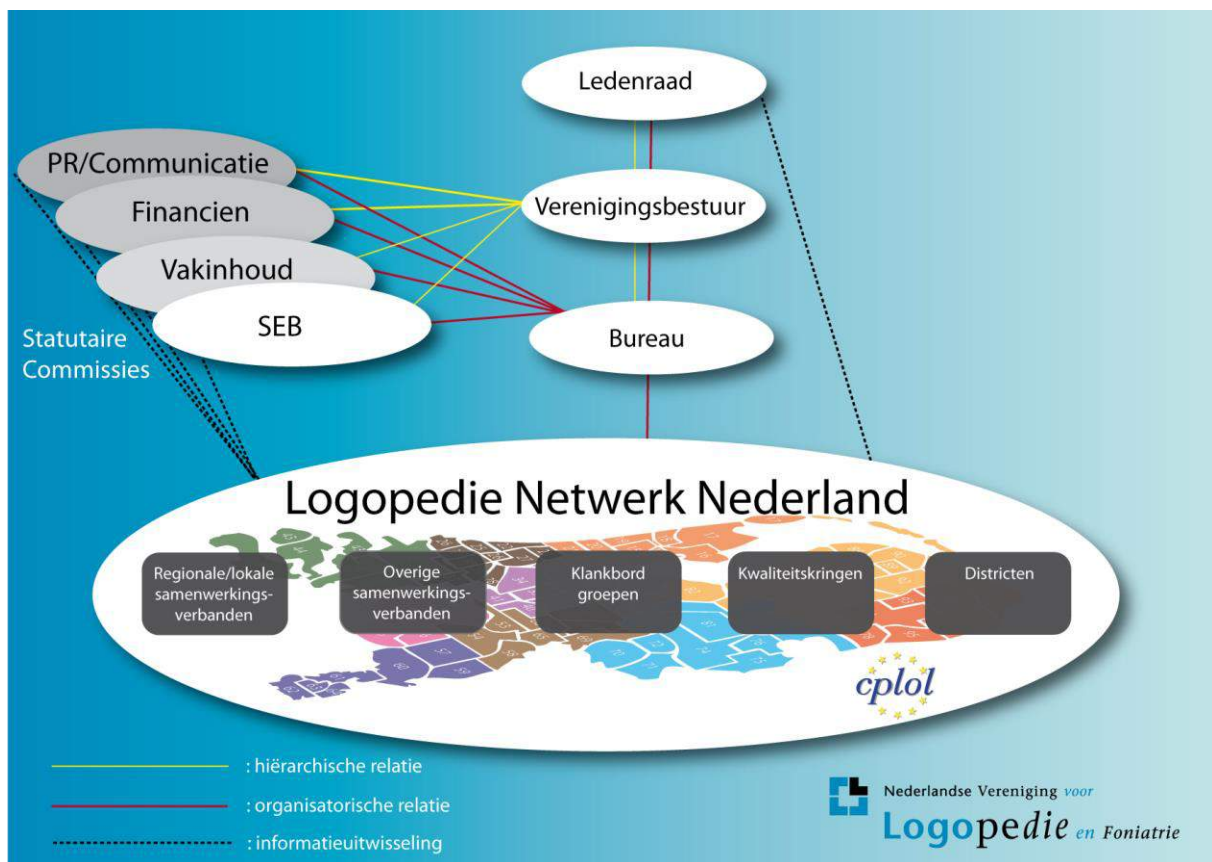 Ledenraad
PR/Communicatie
Financien
Verenigingsbestuur
Vakinhoud
SEB
Bureau
Statutaire
Commissies
Logopedie Netwerk Nederland
Regionale/lokale
samenwerkings-
verbanden
Overige
samenwerkings-
verbanden
Klankbord
groepen
Kwaliteitskringen
Districten
cplol
: hiërarchische relatie
: organisatorische relatie
: informatieuitwisseling
Nederlandse Vereniging voor
Logopedie en Foniatrie